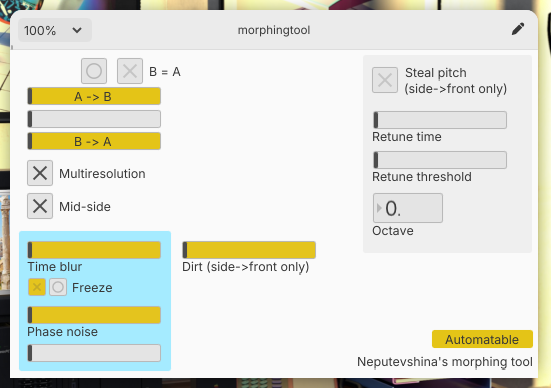 100%
morphingtool
B = A
A -> B
B -> A
Multiresolution
Mid-side
Steal pitch
(side->front only)
Retune time
Retune threshold
0.
Octave
Time blur
Dirt (side->front only)
Freeze
Phase noise
Automatable
Neputevshina's morphing tool